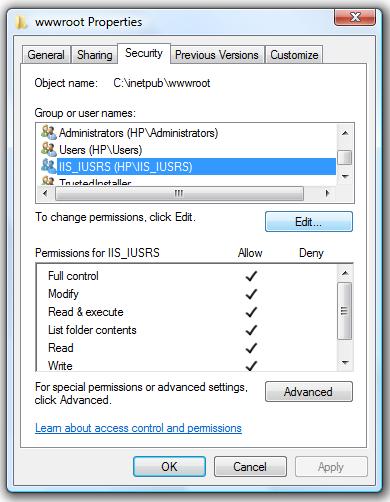 wwwroot Properties
General Sharing Security Previous Versions Customize
Object name: C:\inetpub\wwwroot
Group or user names:
Administrators (HP\Administrators)
Users (HP\Users)
IIS_IUSRS (HP\IIS_IUSRS)
TrustedInstaller
To change permissions, click Edit.
Edit...
Permissions for IIS_IUSRS Allow Deny
Full control
Modify
Read & execute
List folder contents
Read
Write
For special permissions or advanced settings,
click Advanced.
Advanced
Learn about access control and permissions
OK Cancel Apply